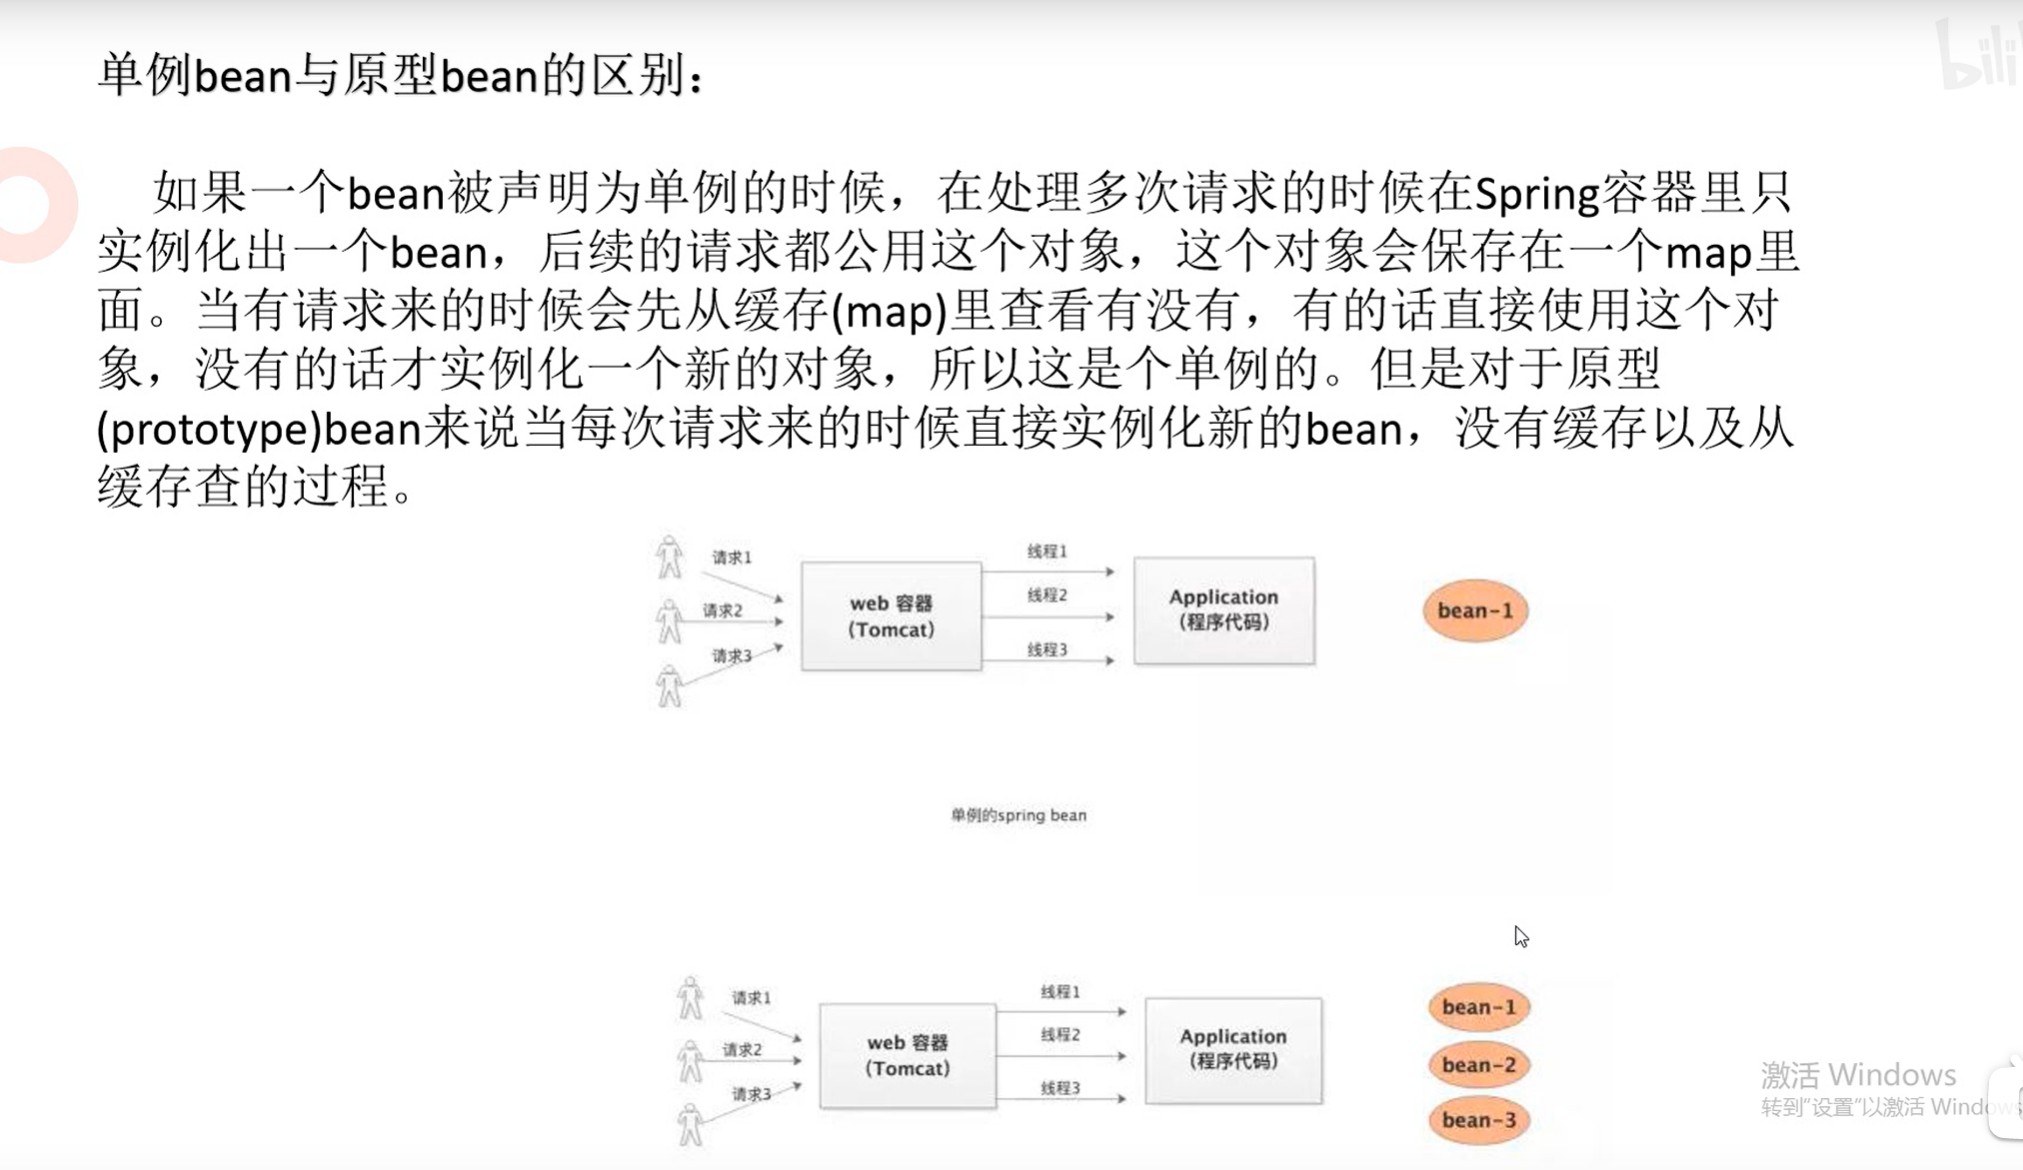 单例bean与原型bean的区别：
如果一个bean被声明为单例的时候，在处理多次请求的时候在Spring容器里只
实例化出一个bean，后续的请求都公用这个对象，这个对象会保存在一个map里
面。当有请求来的时候会先从缓存(map)里查看有没有，有的话直接使用这个对
象，没有的话才实例化一个新的对象，所以这是个单例的。但是对于原型
(prototype)bean来说当每次请求来的时候直接实例化新的bean，没有缓存以及从
缓存查的过程。
请求1
请求2
请求3
web 容器
(Tomcat)
线程1
线程2
线程3
Application
(程序代码)
bean-1
单例的spring bean
请求1
请求2
请求3
web 容器
(Tomcat)
线程1
线程2
线程3
Application
(程序代码)
bean-1
bean-2
bean-3
激活 Windows
转到"设置"以激活 Windows
bili